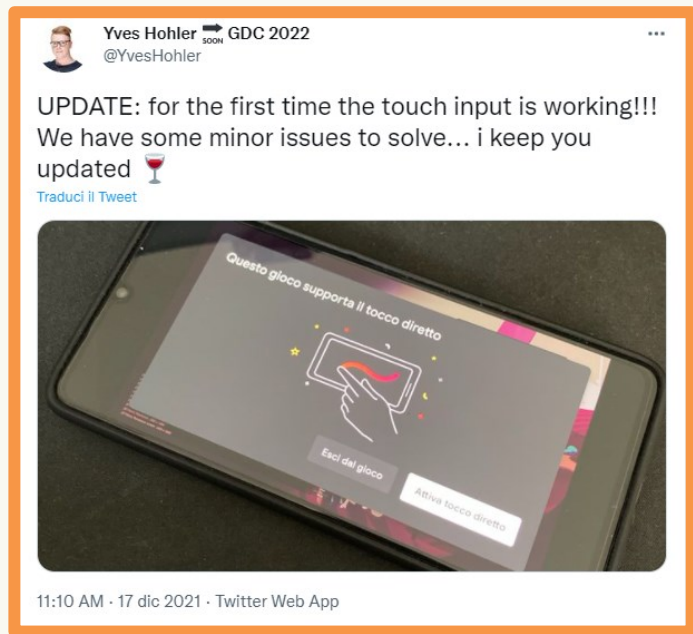 Yves Hohler SOON GDC 2022
@YvesHohler
UPDATE: for the first time the touch input is working!!!
We have some minor issues to solve... i keep you
updated
Traduci il Tweet
Questo gioco supporta il tocco diretto
Esci dal gioco
Attiva tocco diretto
11:10 AM · 17 dic 2021 · Twitter Web App